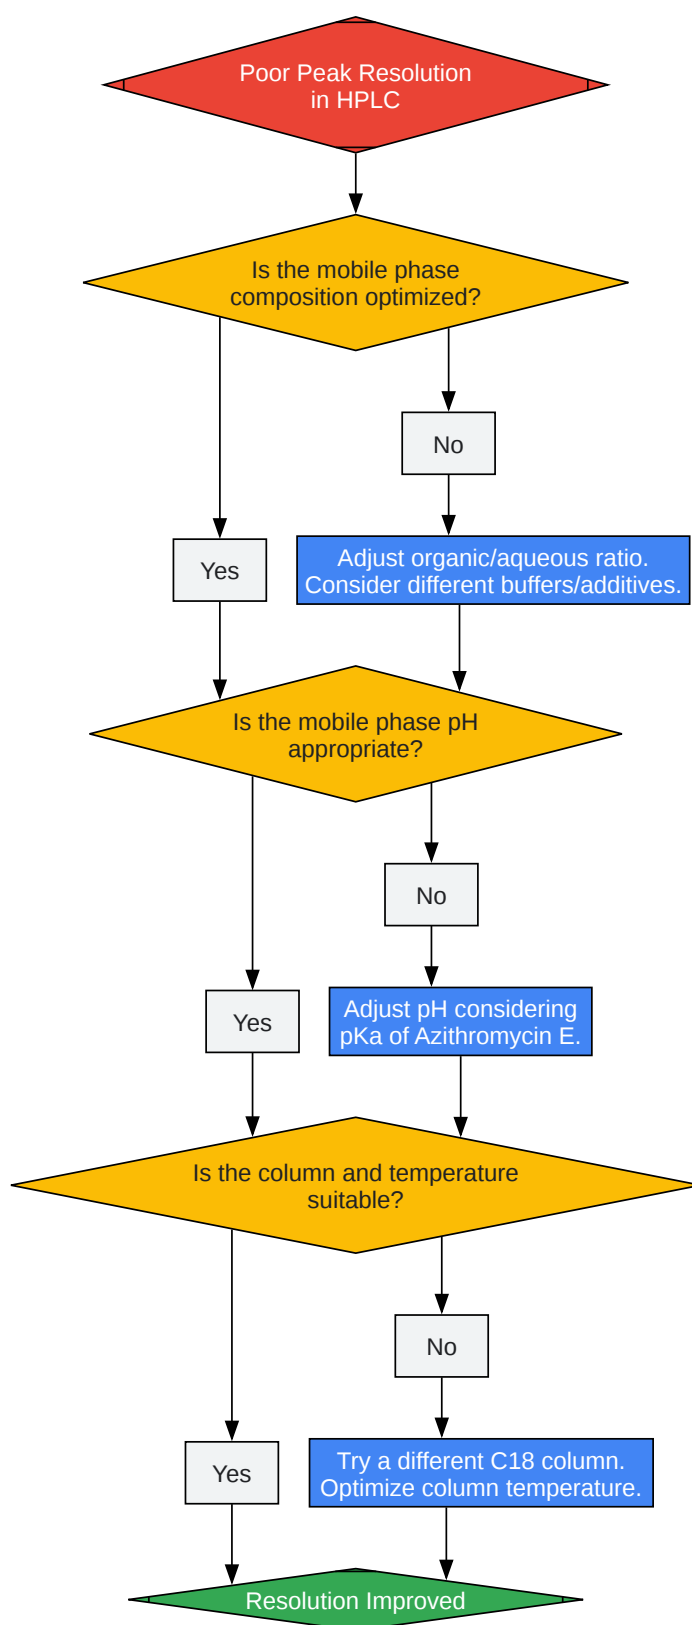 Poor Peak Resolution
in HPLC
Is the mobile phase
composition optimized?
No
Yes
Adjust organic/aqueous ratio.
Consider different buffers/additives.
Is the mobile phase pH
appropriate?
No
Yes
Adjust pH considering
pKa of Azithromycin E.
Is the column and temperature
suitable?
No
Yes
Try a different C18 column.
Optimize column temperature.
Resolution Improved